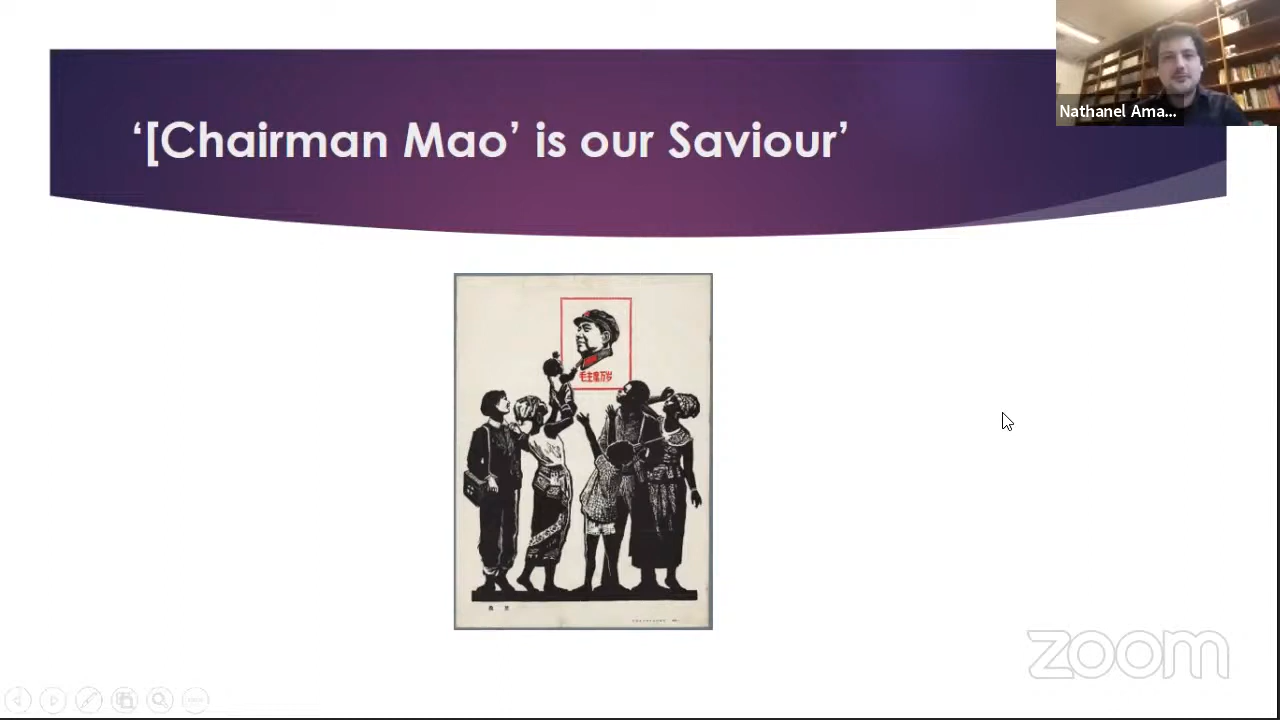 ‘[Chairman Mao’ is our Saviour’
Nathanel Ama...
毛主席万岁
zoom